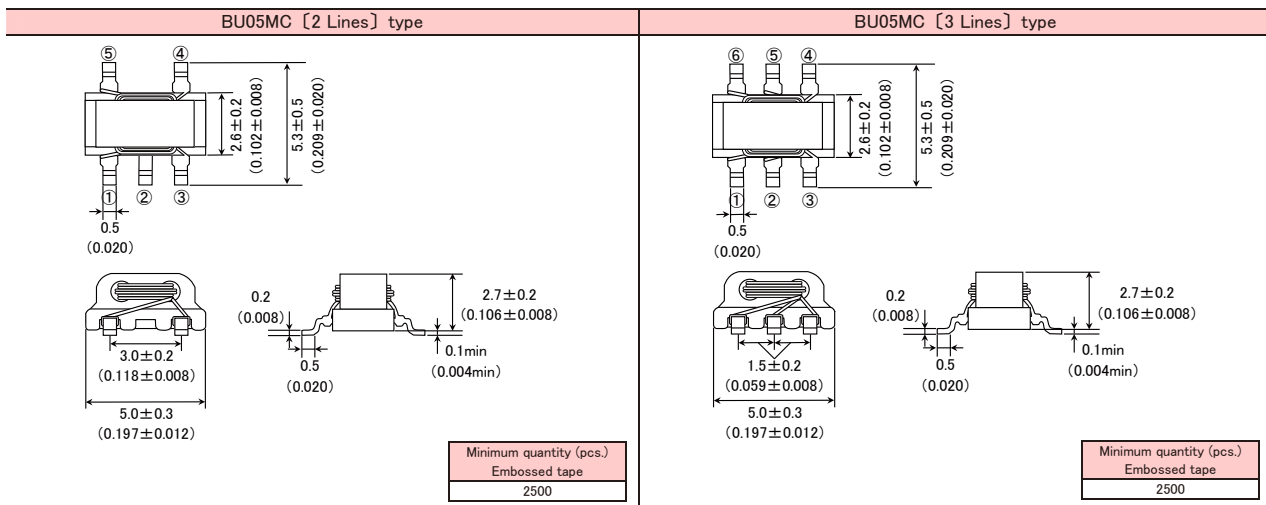 BU05MC〔2 Lines〕type
⑤ ④
2.6±0.2
(0.102±0.008)
5.3±0.5
(0.209±0.020)
① ② ③
0.5
(0.020)
0.2
(0.008)
2.7±0.2
(0.106±0.008)
3.0±0.2
(0.118±0.008)
0.5
(0.020)
0.1min
(0.004min)
5.0±0.3
(0.197±0.012)
Minimum quantity (pcs.)
Embossed tape
2500
BU05MC〔3 Lines〕type
⑥ ⑤ ④
2.6±0.2
(0.102±0.008)
5.3±0.5
(0.209±0.020)
① ② ③
0.5
(0.020)
0.2
(0.008)
2.7±0.2
(0.106±0.008)
1.5±0.2
(0.059±0.008)
0.5
(0.020)
0.1min
(0.004min)
5.0±0.3
(0.197±0.012)
Minimum quantity (pcs.)
Embossed tape
2500